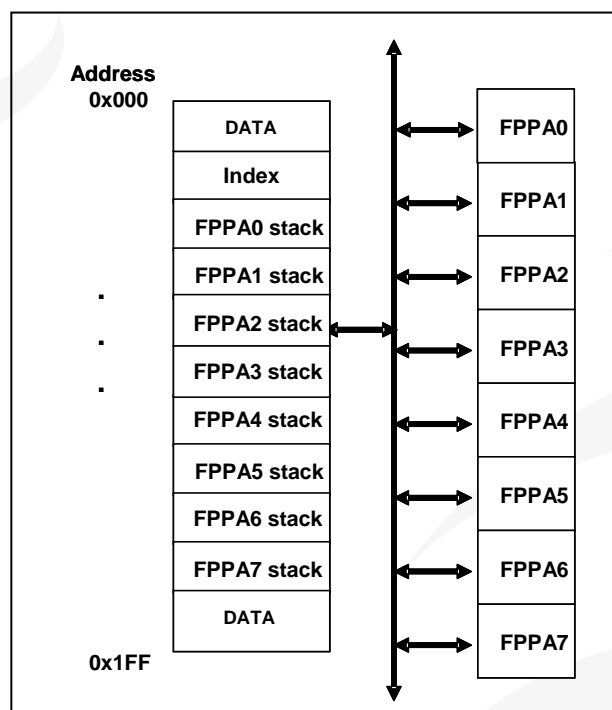 Address
0x000
DATA
Index
FPPA0 stack
FPPA1 stack
FPPA2 stack
FPPA3 stack
FPPA4 stack
FPPA5 stack
FPPA6 stack
FPPA7 stack
DATA
0x1FF
FPPA0
FPPA1
FPPA2
FPPA3
FPPA4
FPPA5
FPPA6
FPPA7